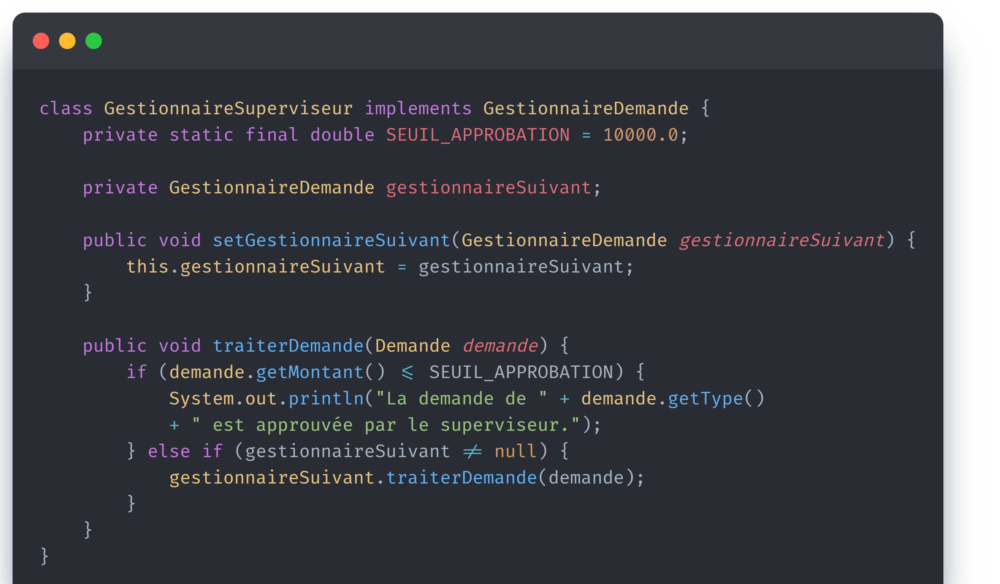 class GestionnaireSuperviseur implements GestionnaireDemande {
    private static final double SEUIL_APPROBATION = 10000.0;

    private GestionnaireDemande gestionnaireSuivant;

    public void setGestionnaireSuivant(GestionnaireDemande gestionnaireSuivant) {
        this.gestionnaireSuivant = gestionnaireSuivant;
    }

    public void traiterDemande(Demande demande) {
        if (demande.getMontant() <= SEUIL_APPROBATION) {
            System.out.println("La demande de " + demande.getType()
            + " est approuvée par le superviseur.");
        } else if (gestionnaireSuivant != null) {
            gestionnaireSuivant.traiterDemande(demande);
        }
    }
}